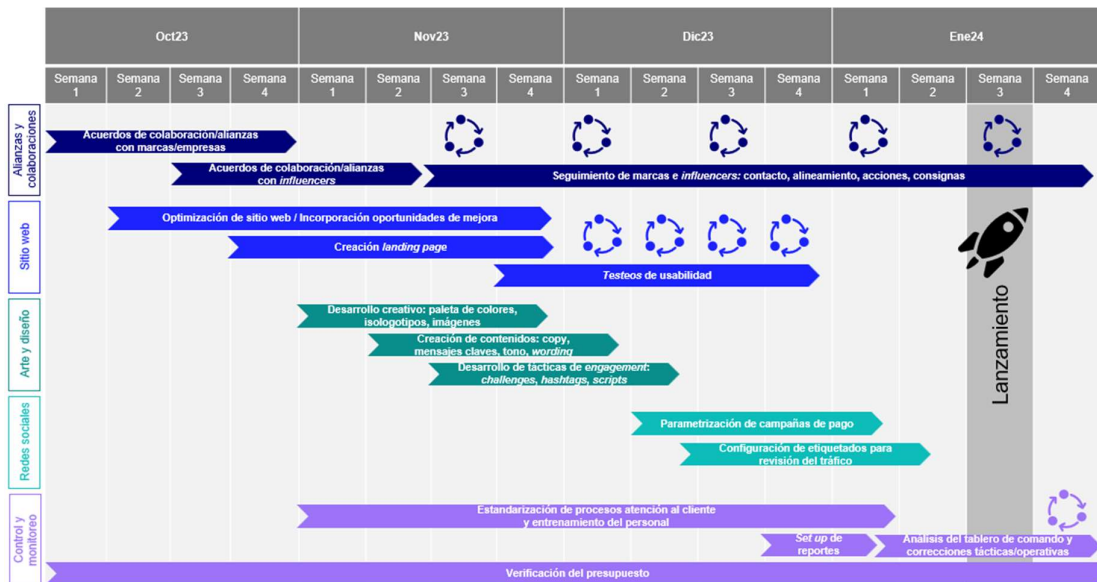 Oct23
Nov23
Dic23
Ene24
Semana
1
Semana
2
Semana
3
Semana
4
Semana
1
Semana
2
Semana
3
Semana
4
Semana
1
Semana
2
Semana
3
Semana
4
Semana
1
Semana
2
Semana
3
Semana
4
Alianzas y
colaboraciones
Acuerdos de colaboración/alianzas
con marcas/empresas
Acuerdos de colaboración/alianzas
con influencers
Seguimiento de marcas e influencers: contacto, alineamiento, acciones, consignas
Sitio web
Optimización de sitio web / Incorporación oportunidades de mejora
Creación landing page
Testeos de usabilidad
Lanzamiento
Arte y diseño
Desarrollo creativo: paleta de colores,
isologotipos, imágenes
Creación de contenidos: copy,
mensajes claves, tono, wording
Desarrollo de tácticas de engagement:
challenges, hashtags, scripts
Redes sociales
Parametrización de campañas de pago
Configuración de etiquetados para
revisión del tráfico
Control y
monitoreo
Estandarización de procesos atención al cliente
y entrenamiento del personal
Set up de
reportes
Análisis del tablero de comando y
correcciones tácticas/operativas
Verificación del presupuesto